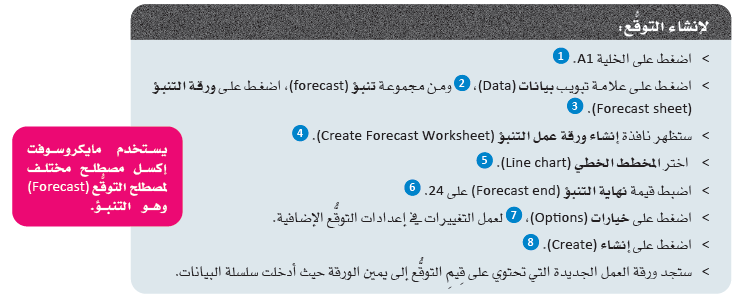 لإنشاء التوقُّع:
> اضغط على الخلية A1. 1
> اضغط على علامة تبويب بيانات (Data)، 2 ومن مجموعة تنبؤ (forecast)، اضغط على ورقة التنبؤ
(Forecast sheet). 3
> ستظهر نافذة إنشاء ورقة عمل التنبؤ (Create Forecast Worksheet). 4
> اختر المخطط الخطي (Line chart). 5
> اضبط قيمة نهاية التنبؤ (Forecast end) على 24. 6
> اضغط على خيارات (Options)، 7 لعمل التغييرات في إعدادات التوقُّع الإضافية.
> اضغط على إنشاء (Create). 8
> ستجد ورقة العمل الجديدة التي تحتوي على قِيمِ التوقُّع إلى يمين الورقة حيث أدخلت سلسلة البيانات.
يستخدم مايكروسوفت
إكسل مصطلح مختلف
لمصطلح التوقُّع (Forecast)
وهو التنبؤ.